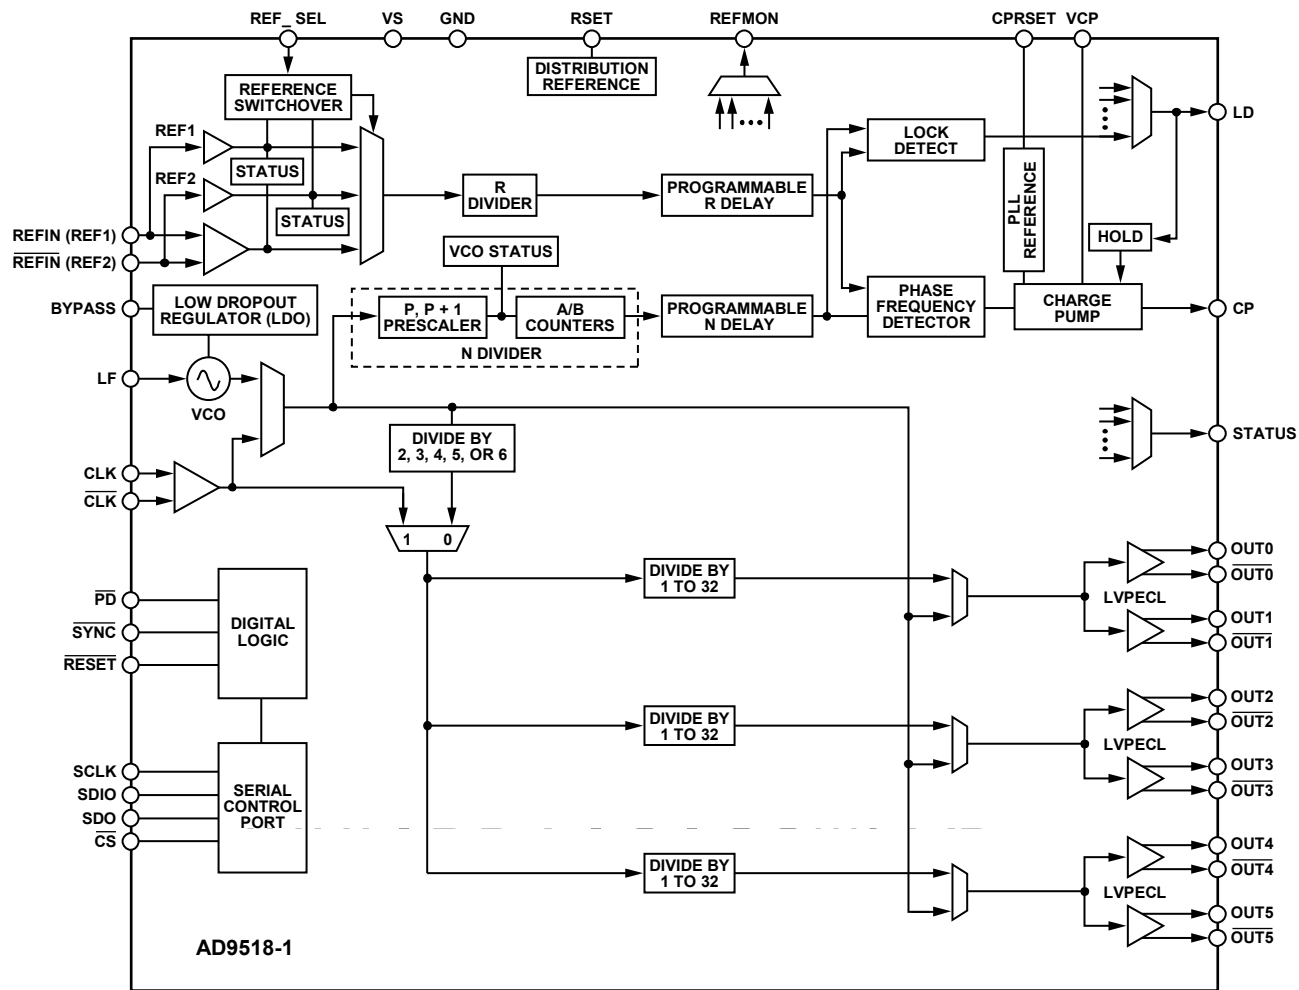 REF_SEL
VS
GND
RSET
REFMON
CPRSET
VCP
DISTRIBUTION
REFERENCE
REFERENCE
SWITCHOVER
REF1
STATUS
REF2
STATUS
R
DIVIDER
PROGRAMMABLE
R DELAY
LOCK
DETECT
LD
PLL
REFERENCE
HOLD
REFIN (REF1)
REFIN (REF2)
BYPASS
LOW DROPOUT
REGULATOR (LDO)
VCO STATUS
P, P + 1
PRESCALER
A/B
COUNTERS
N DIVIDER
PROGRAMMABLE
N DELAY
PHASE
FREQUENCY
DETECTOR
CHARGE
PUMP
CP
LF
VCO
DIVIDE BY
2, 3, 4, 5, OR 6
STATUS
CLK
CLK
1 0
DIVIDE BY
1 TO 32
LVPECL
OUT0
OUT0
OUT1
OUT1
PD
SYNC
RESET
DIGITAL
LOGIC
DIVIDE BY
1 TO 32
LVPECL
OUT2
OUT2
OUT3
OUT3
SCLK
SDIO
SDO
CS
SERIAL
CONTROL
PORT
DIVIDE BY
1 TO 32
LVPECL
OUT4
OUT4
OUT5
OUT5
AD9518-1